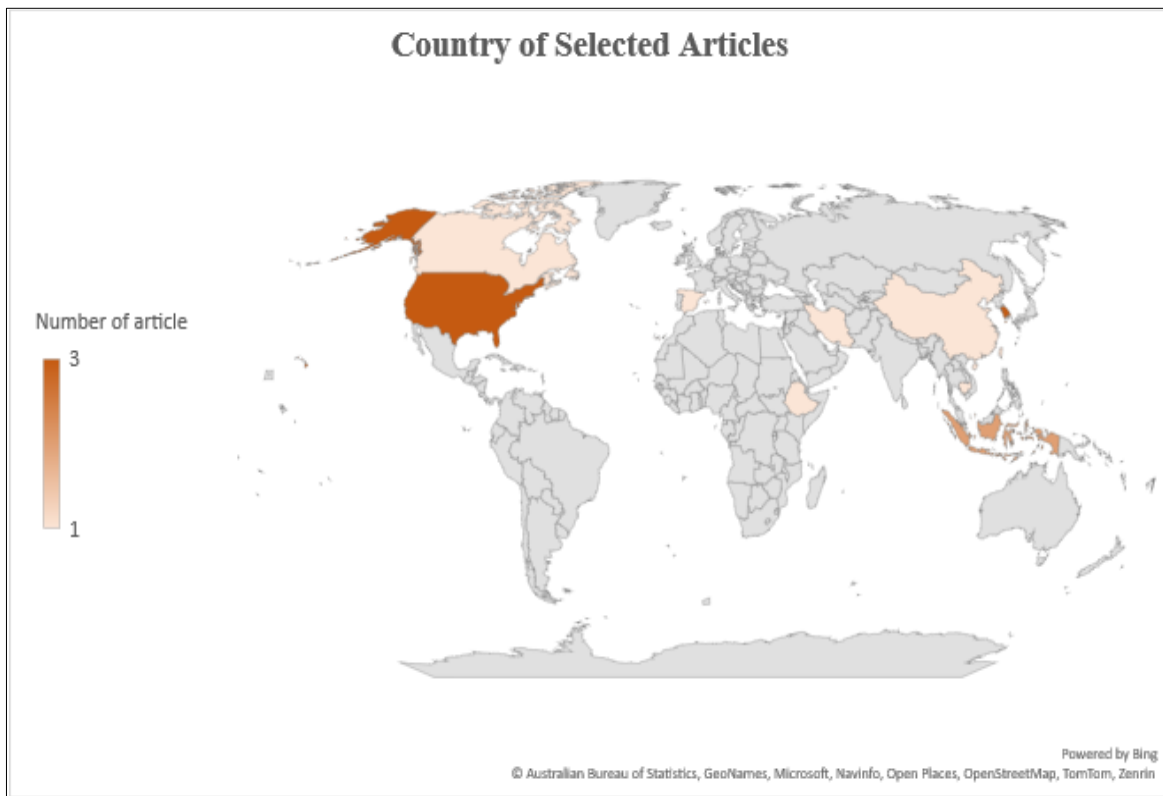 Country of Selected Articles
Number of article
3
1
Powered by Bing
© Australian Bureau of Statistics, GeoNames, Microsoft, Navinfo, Open Places, OpenStreetMap, TomTom, Zenrin